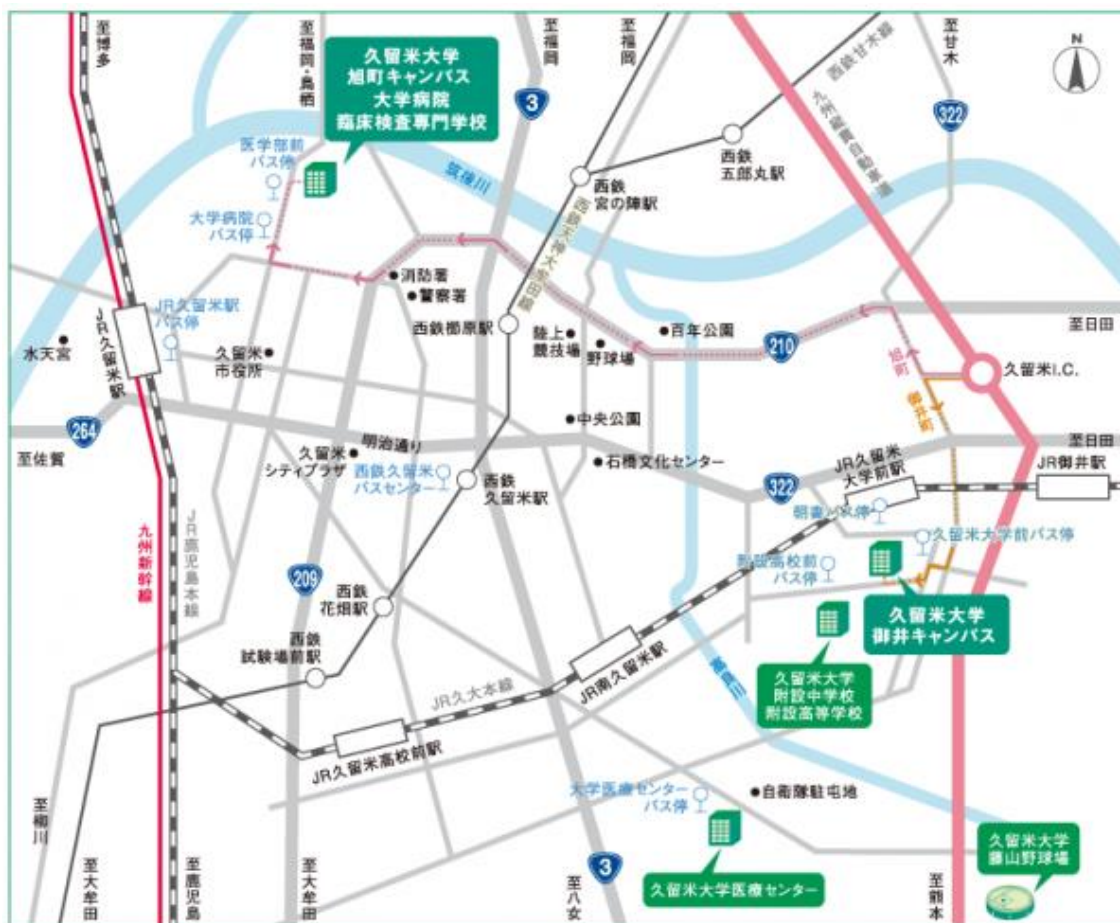 至博多
至福岡・鳥栖
至福岡
至福岡
至甘木
N
久留米大学
旭町キャンパス
大学病院
臨床検査専門学校
3
西鉄甘木線
九州縦貫自動車道
322
医学部前
バス停
筑後川
西鉄
五郎丸駅
西鉄
宮の陣駅
大学病院
バス停
西鉄天神大牟田線
消防署
警察署
JR久留米駅
バス停
西鉄櫛原駅
陸上
競技場
野球場
百年公園
至日田
水天宮
JR久留米駅
久留米
市役所
210
旭町
久留米I.C.
御井町
264
中央公園
至佐賀
明治通り
久留米
シティプラザ
西鉄久留米
バスセンター
西鉄
久留米駅
石橋文化センター
至日田
JR久留米
大学前駅
JR御井駅
322
朝妻バス停
久留米大学前バス停
九州新幹線
JR鹿児島本線
附設高校前
バス停
209
西鉄
花畑駅
久留米大学
御井キャンパス
西鉄
試験場前駅
JR南久留米駅
高良川
久留米大学
附設中学校
附設高等学校
JR久大本線
JR久留米高校前駅
大学医療センター
バス停
自衛隊駐屯地
至柳川
久留米大学医療センター
久留米大学
藤山野球場
至大牟田
至鹿児島
至大牟田
至八女
3
至熊本